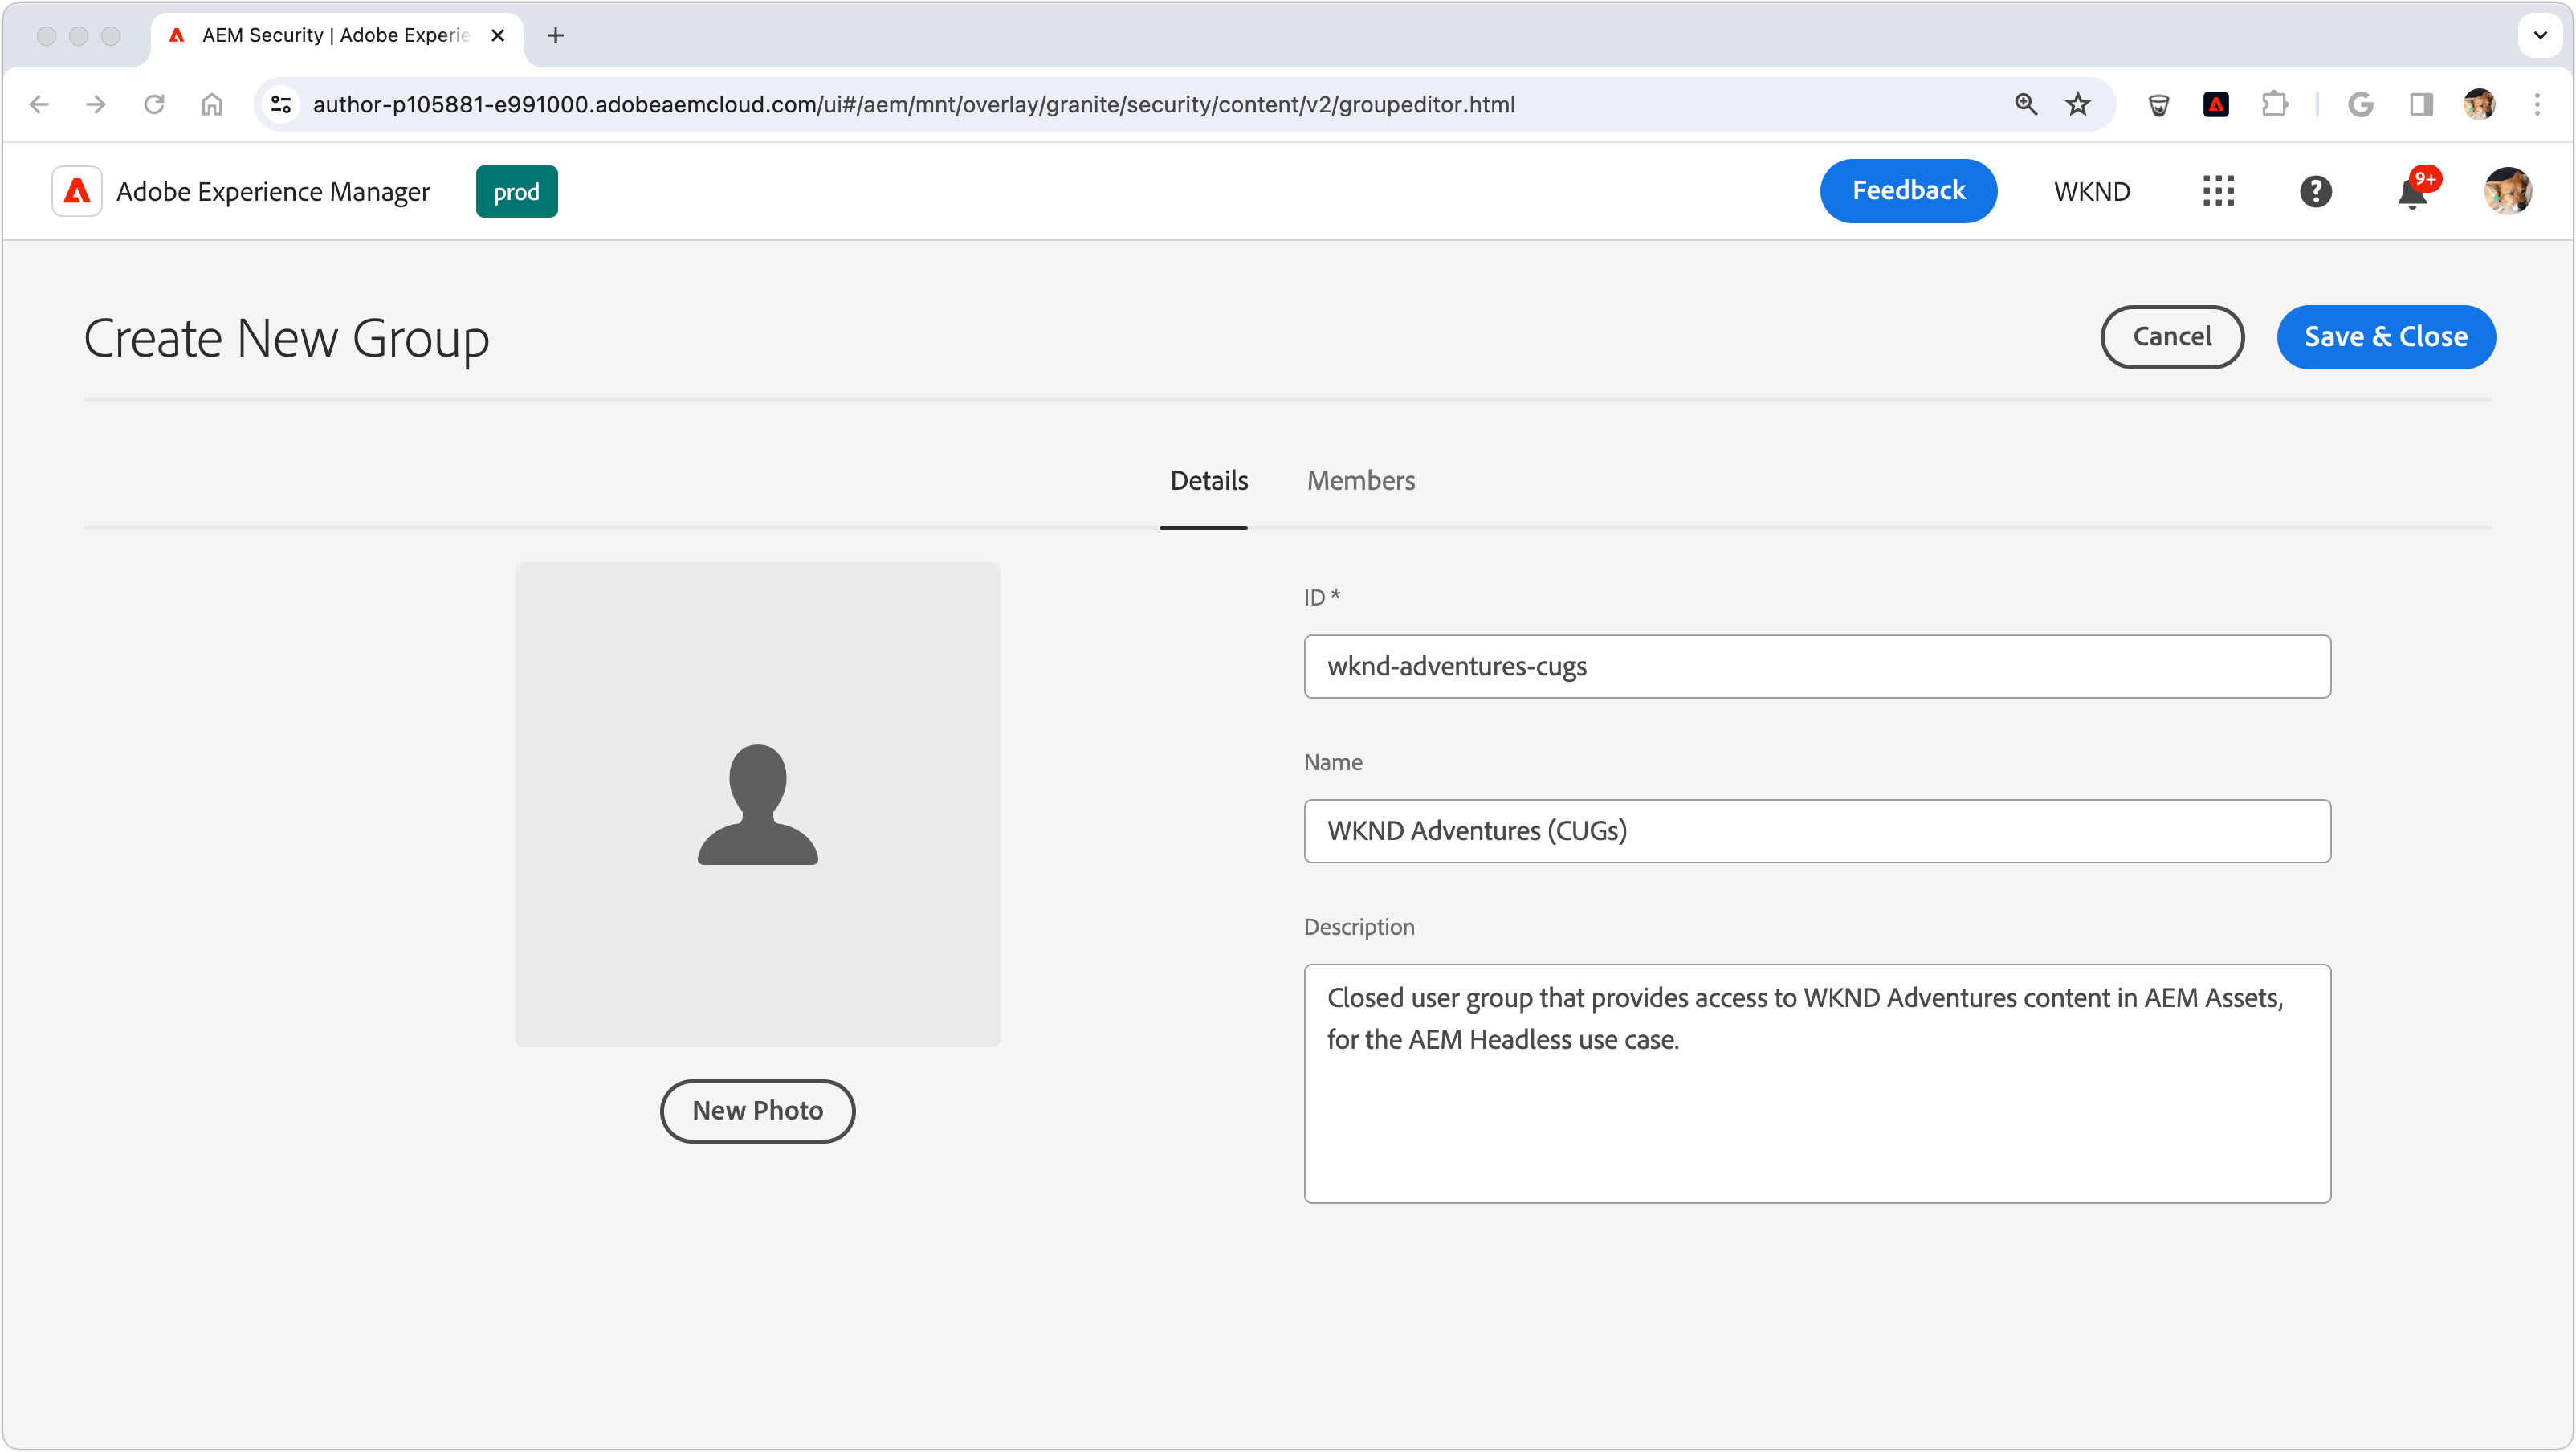 AEM Security | Adobe Experie
author-p105881-e991000.adobeaemcloud.com/ui#/aem/mnt/overlay/granite/security/content/v2/groupeditor.html
Adobe Experience Manager
prod
Feedback
WKND
9+
Create New Group
Cancel
Save & Close
Details
Members
ID *
wknd-adventures-cugs
Name
WKND Adventures (CUGs)
Description
Closed user group that provides access to WKND Adventures content in AEM Assets,
for the AEM Headless use case.
New Photo